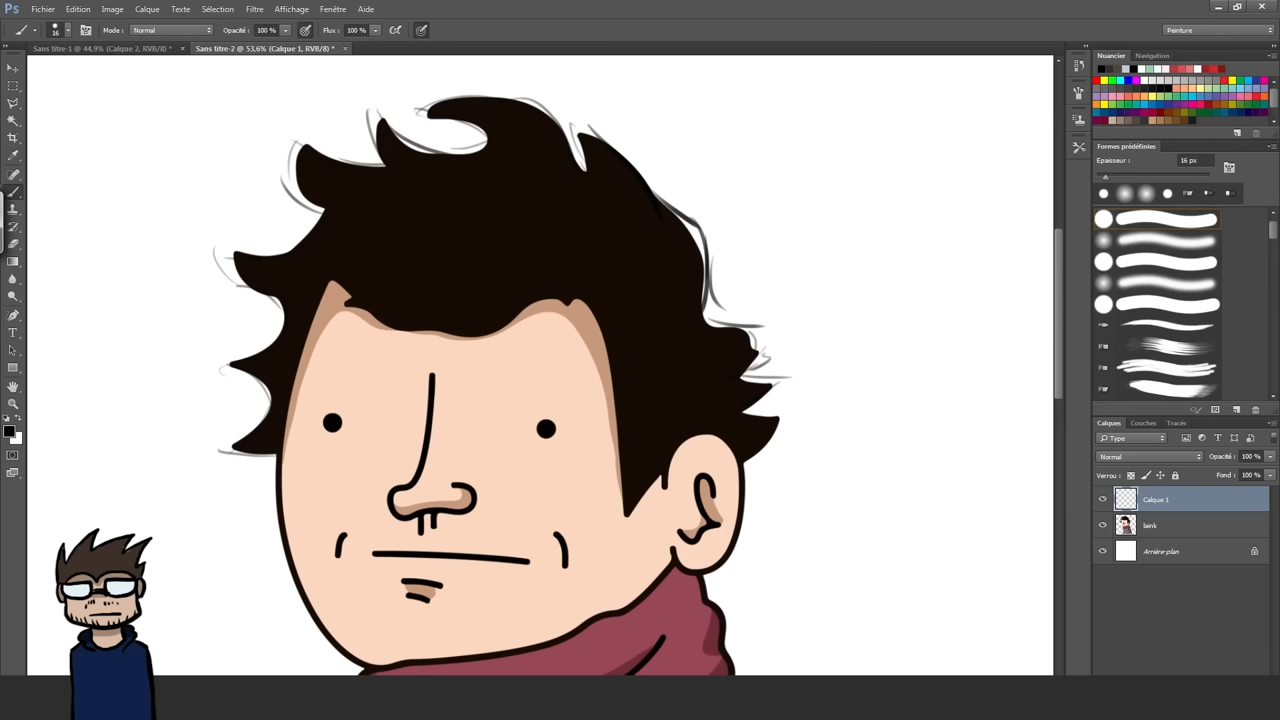 Ps Fichier Edition Image Calque Texte Sélection Filtre Affichage Fenêtre Aide
16 Mode : Normal Opacité : 100 % Flux : 100 % Peinture
Sans titre-1 @ 44,9% (Calque 2, RVB/8) * × Sans titre-2 @ 53,6% (Calque 1, RVB/8) * ×
Nuancier Navigation
Formes prédéfinies
Epaisseur : 16 px
Calques Couches Tracés
Type
Normal Opacité : 100 %
Verrou : Fond : 100 %
Calque 1
laink
Arrière-plan